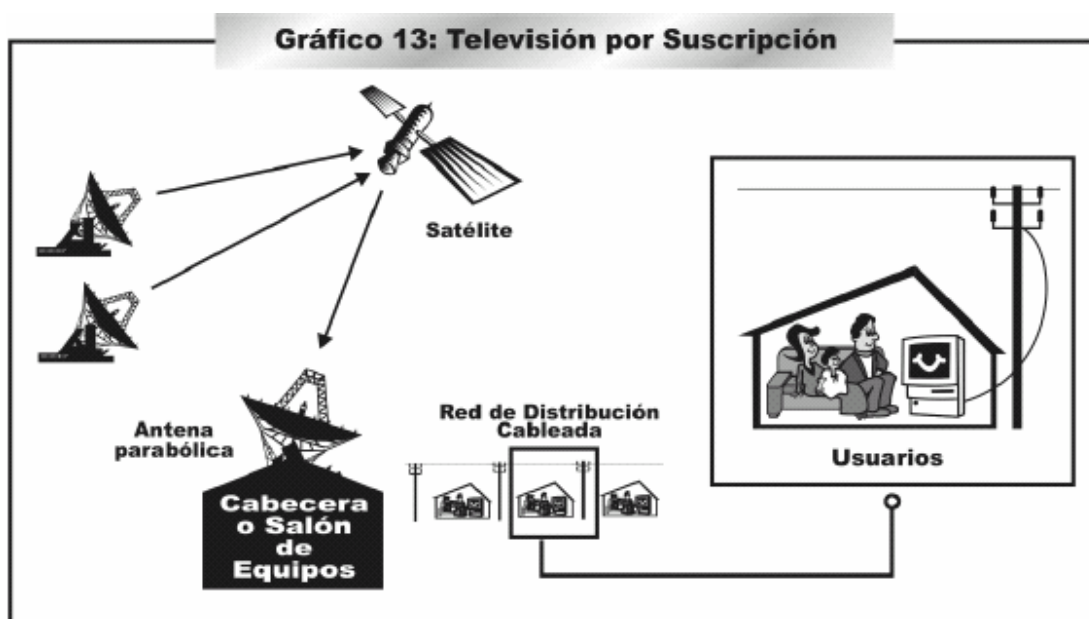 Gráfico 13: Televisión por Suscripción
Satélite
Antena
parabólica
Cabecera
o Salón
de
Equipos
Red de Distribución
Cableada
Usuarios